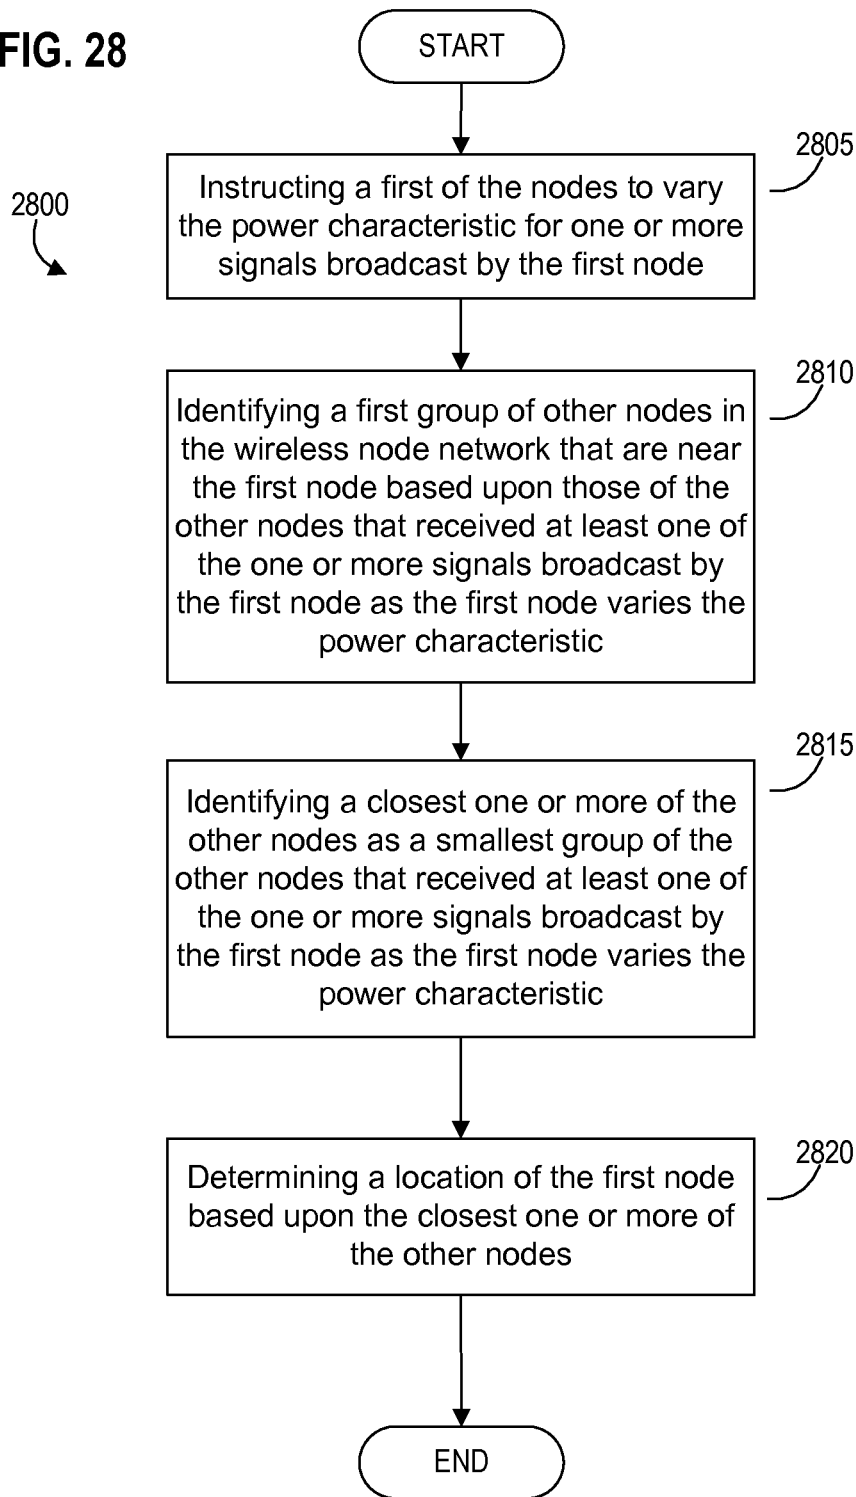 FIG. 28
START
2800
2805
Instructing a first of the nodes to vary
the power characteristic for one or more
signals broadcast by the first node
2810
Identifying a first group of other nodes in
the wireless node network that are near
the first node based upon those of the
other nodes that received at least one of
the one or more signals broadcast by
the first node as the first node varies the
power characteristic
2815
Identifying a closest one or more of the
other nodes as a smallest group of the
other nodes that received at least one of
the one or more signals broadcast by
the first node as the first node varies the
power characteristic
2820
Determining a location of the first node
based upon the closest one or more of
the other nodes
END